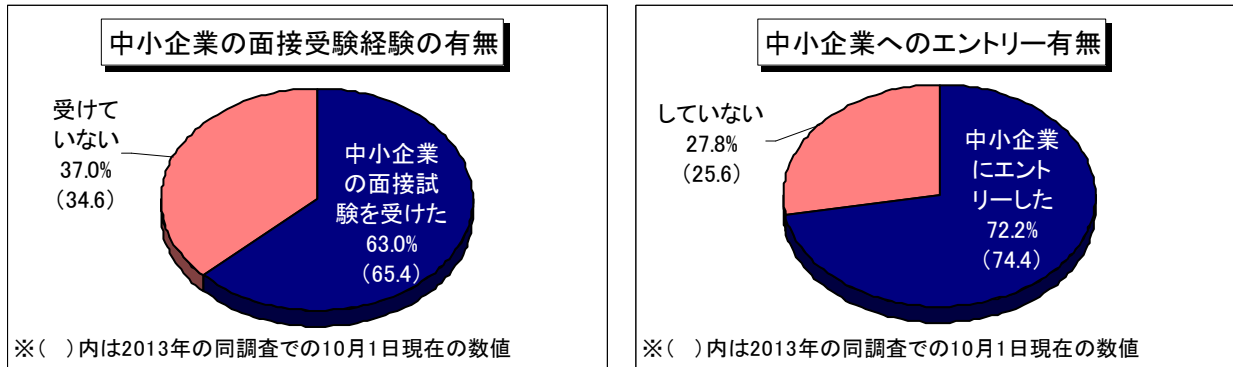 中小企業の面接受験経験の有無
受けて
いない
37.0%
(34.6)
中小企業
の面接試
験を受けた
63.0%
(65.4)
※(　)内は2013年の同調査での10月1日現在の数値
中小企業へのエントリー有無
していない
27.8%
(25.6)
中小企業
にエント
リーした
72.2%
(74.4)
※(　)内は2013年の同調査での10月1日現在の数値